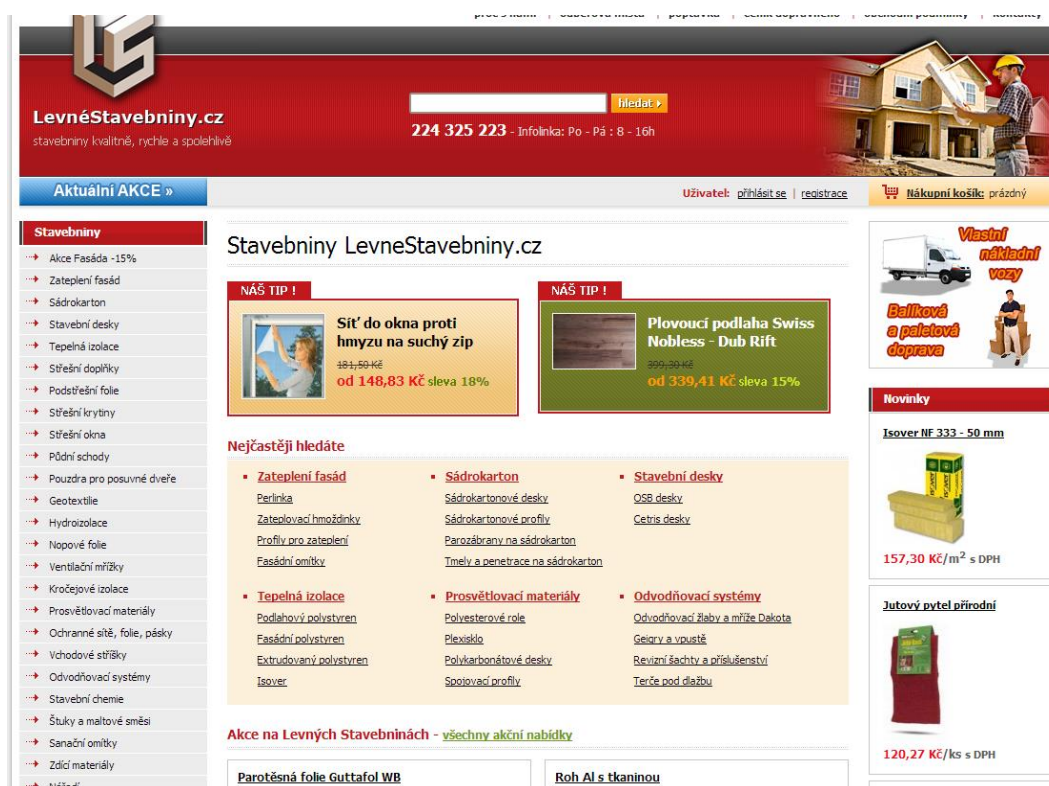 proč s námi | odběrová místa | poptávka | ceník dopravného | obchodní podmínky | kontakty
LevnéStavebniny.cz
stavebniny kvalitně, rychle a spolehlivě
hledat
224 325 223 - Infolinka: Po - Pá : 8 - 16h
Aktuální AKCE »
Uživatel: přihlásit se | registrace
Nákupní košík: prázdný
Stavebniny
Akce Fasáda -15%
Zateplení fasád
Sádrokarton
Stavební desky
Tepelná izolace
Střešní doplňky
Podstřešní folie
Střešní krytiny
Střešní okna
Půdní schody
Pouzdra pro posuvné dveře
Geotextilie
Hydroizolace
Nopové folie
Ventilační mřížky
Kročejové izolace
Prosvětlovací materiály
Ochranné sítě, folie, pásky
Vchodové stříšky
Odvodňovací systémy
Stavební chemie
Štuky a maltové směsi
Sanační omítky
Zdící materiály
Nářadí
Stavebniny LevneStavebniny.cz
NÁŠ TIP !
Síť do okna proti
hmyzu na suchý zip
181,50 Kč
od 148,83 Kč sleva 18%
NÁŠ TIP !
Plovoucí podlaha Swiss
Nobless - Dub Rift
399,30 Kč
od 339,41 Kč sleva 15%
Nejčastěji hledáte
Zateplení fasád
Perlinka
Zateplovací hmoždinky
Profily pro zateplení
Fasádní omítky
Sádrokarton
Sádrokartonové desky
Sádrokartonové profily
Parozábrany na sádrokarton
Tmely a penetrace na sádrokarton
Stavební desky
OSB desky
Cetris desky
Tepelná izolace
Podlahový polystyren
Fasádní polystyren
Extrudovaný polystyren
Isover
Prosvětlovací materiály
Polyesterové role
Plexisklo
Polykarbonátové desky
Spojovací profily
Odvodňovací systémy
Odvodňovací žlaby a mříže Dakota
Geigry a vpustě
Revizní šachty a příslušenství
Terče pod dlažbu
Akce na Levných Stavebninách - všechny akční nabídky
Parotěsná folie Guttafol WB
Roh Al s tkaninou
Vlastní
nákladní
vozy
Balíková
a paletová
doprava
Novinky
Isover NF 333 - 50 mm
157,30 Kč/m² s DPH
Jutový pytel přírodní
120,27 Kč/ks s DPH